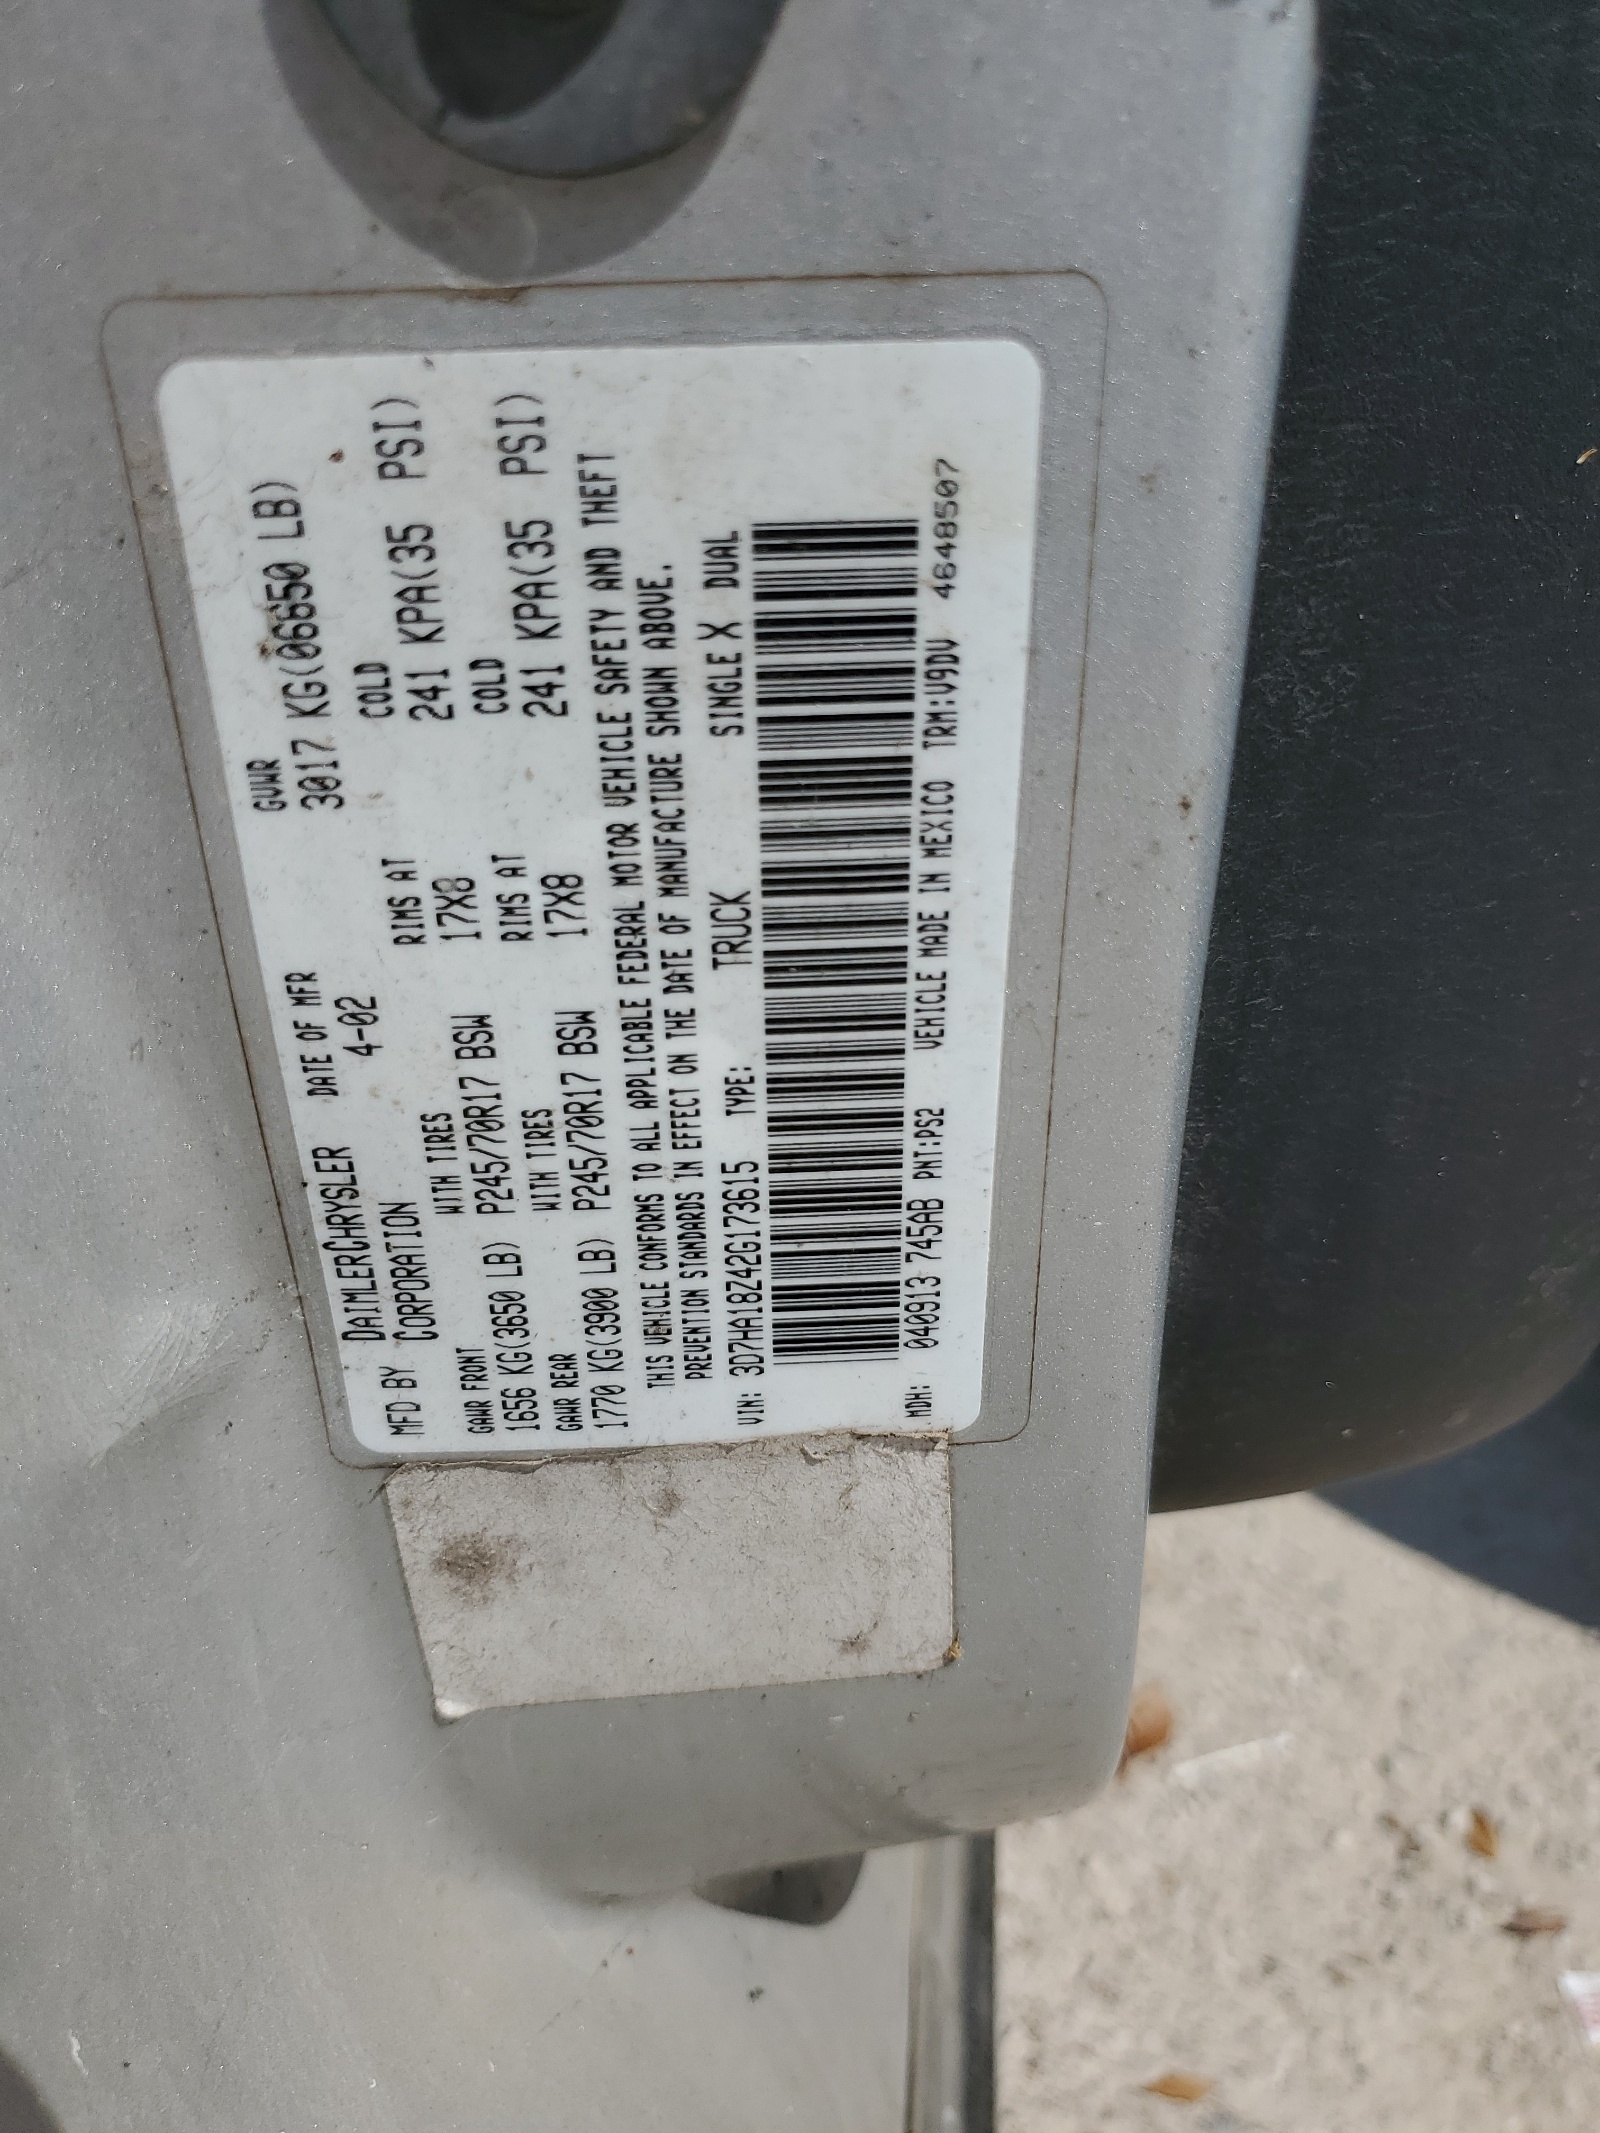 MFD BY DAIMLERCHRYSLER DATE OF MFR GVWR
CORPORATION 4-02 3017 KG(06650 LB)
GAWR FRONT WITH TIRES RIMS AT COLD
1656 KG(3650 LB) P245/70R17 BSW 17X8 241 KPA(35 PSI)
GAWR REAR WITH TIRES RIMS AT COLD
1770 KG(3900 LB) P245/70R17 BSW 17X8 241 KPA(35 PSI)
THIS VEHICLE CONFORMS TO ALL APPLICABLE FEDERAL MOTOR VEHICLE SAFETY AND THEFT
PREVENTION STANDARDS IN EFFECT ON THE DATE OF MANUFACTURE SHOWN ABOVE.
VIN: 3D7HA18Z42G173615 TYPE: TRUCK SINGLE X DUAL
MDH: 040913 745AB PNT:PS2 VEHICLE MADE IN MEXICO TRM:V9DV 4648507